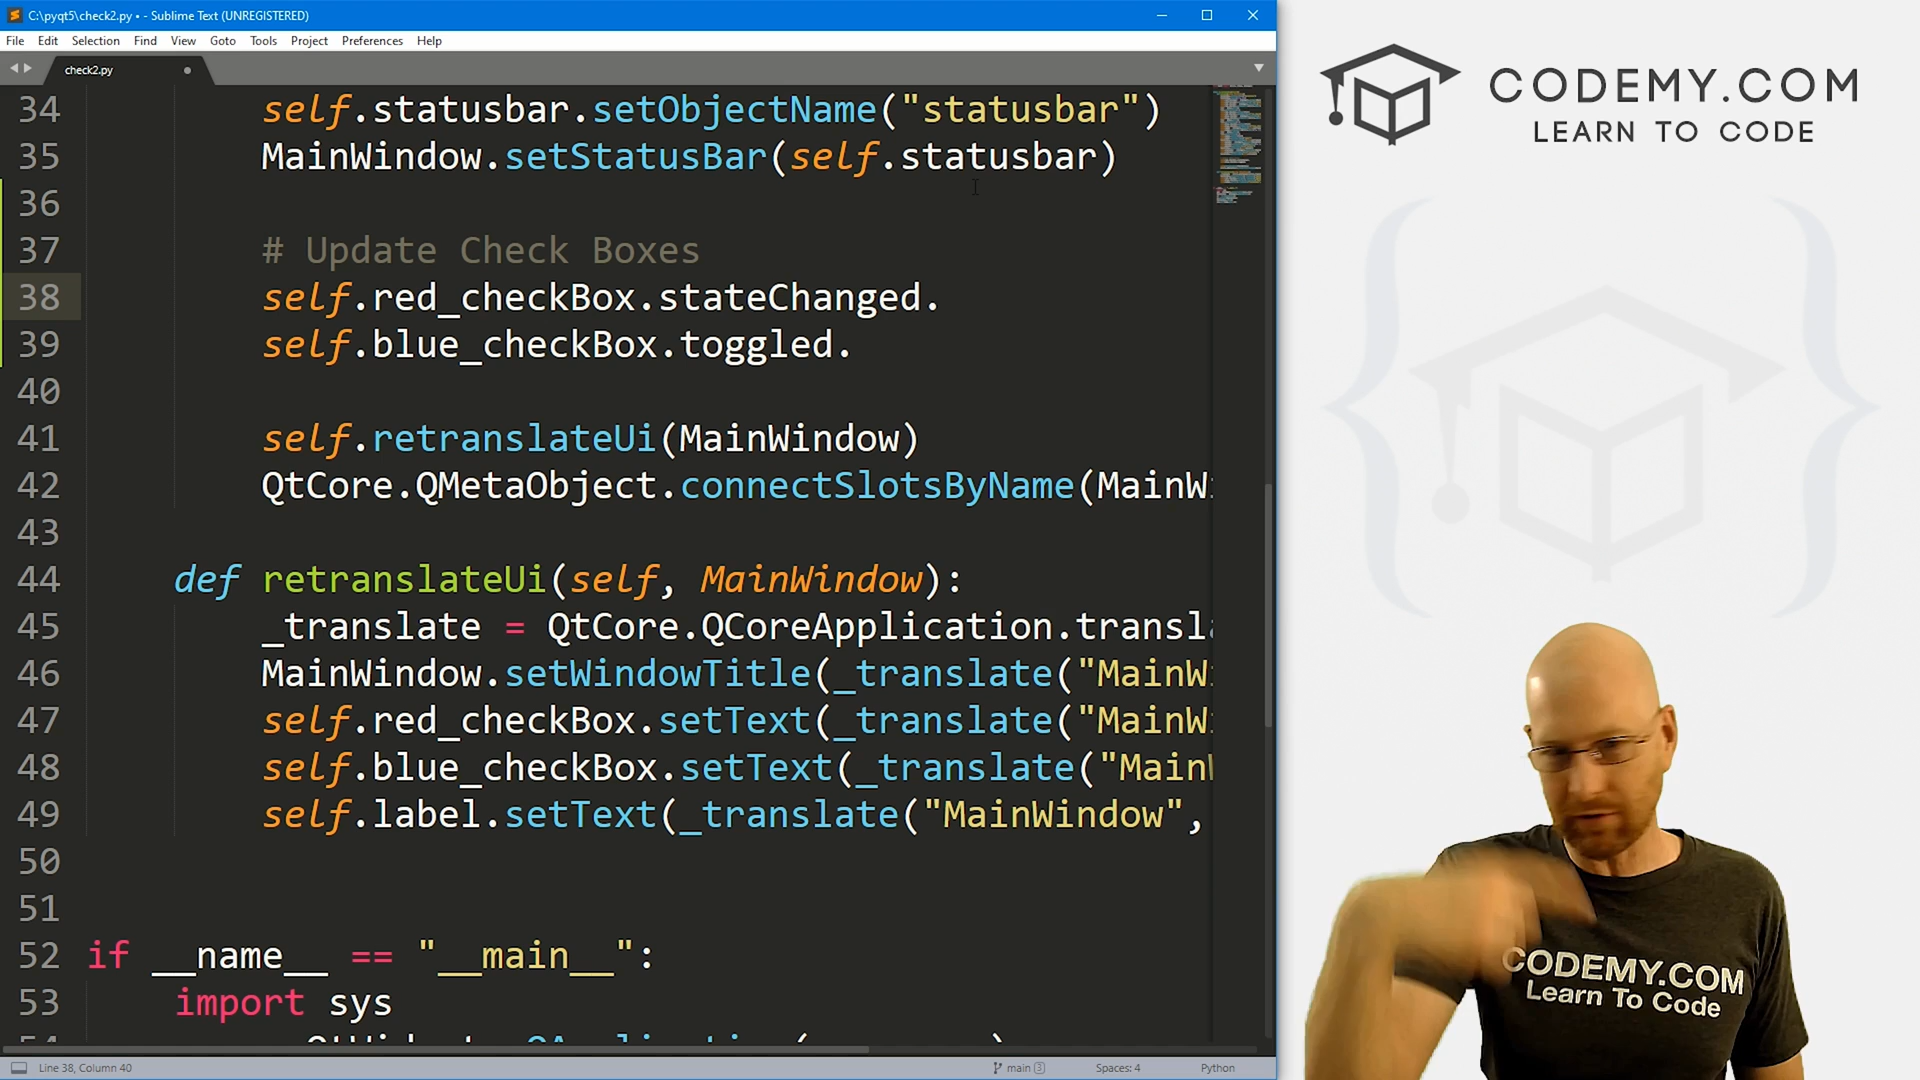 C:\pyqt5\check2.py • - Sublime Text (UNREGISTERED)
File Edit Selection Find View Goto Tools Project Preferences Help
check2.py
34 self.statusbar.setObjectName("statusbar")
35 MainWindow.setStatusBar(self.statusbar)
36
37 # Update Check Boxes
38 self.red_checkBox.stateChanged.
39 self.blue_checkBox.toggled.
40
41 self.retranslateUi(MainWindow)
42 QtCore.QMetaObject.connectSlotsByName(MainW
43
44 def retranslateUi(self, MainWindow):
45 _translate = QtCore.QCoreApplication.transl
46 MainWindow.setWindowTitle(_translate("MainW
47 self.red_checkBox.setText(_translate("MainW
48 self.blue_checkBox.setText(_translate("Main
49 self.label.setText(_translate("MainWindow",
50
51
52 if __name__ == "__main__":
53 import sys
Line 38, Column 40 main 3 Spaces: 4 Python
CODEMY.COM
LEARN TO CODE
CODEMY.COM
Learn To Code